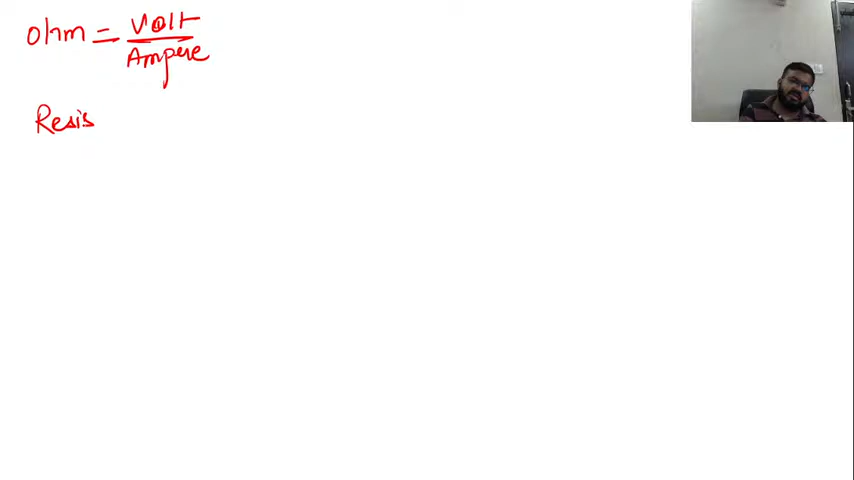 ohm = Volt / Ampere
Resis